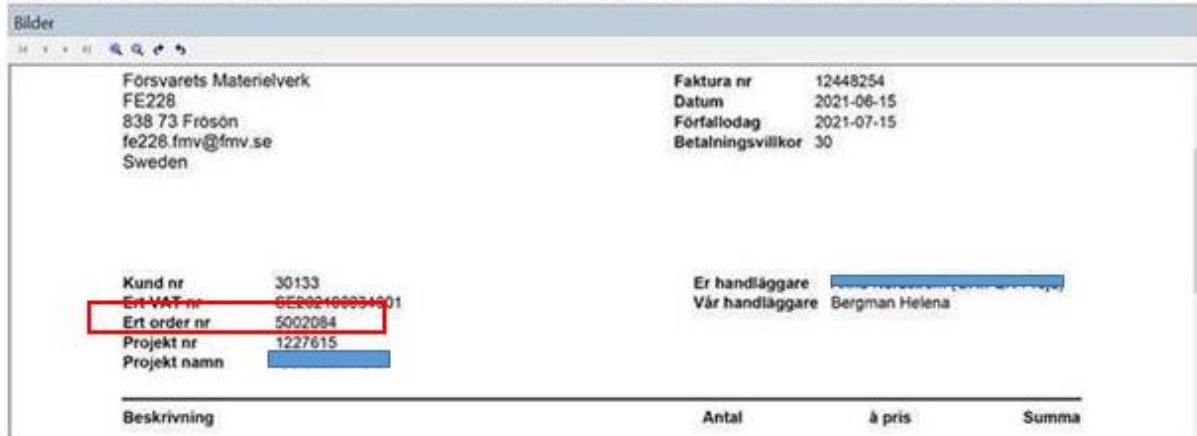 Bilder
Försvarets Materielverk
FE228
838 73 Frösön
fe228.fmv@fmv.se
Sweden
Faktura nr 12448254
Datum 2021-06-15
Förfallodag 2021-07-15
Betalningsvillkor 30
Kund nr 30133
Ert VAT nr
Ert order nr 5002084
Projekt nr 1227615
Projekt namn
Er handläggare
Vår handläggare Bergman Helena
Beskrivning Antal à pris Summa